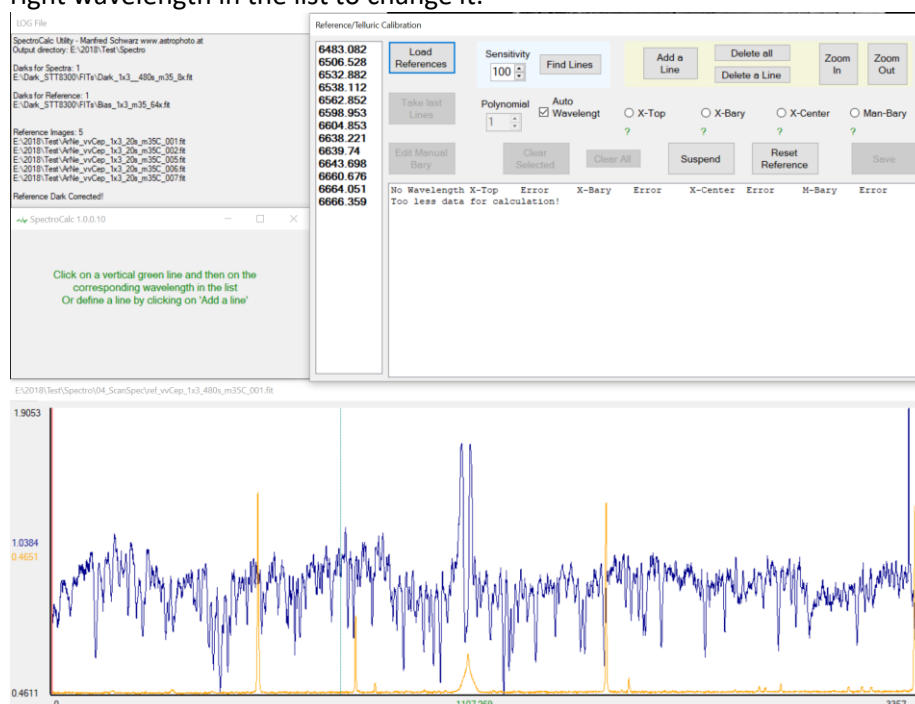 right wavelength in the list to change it.
LOG File
SpectroCalc Utility - Manfred Schwarz www.astrophoto.at
Output directory: E:\2018\Test\Spectro
Darks for Spectra: 1
E:\Dark_STT8300\FITs\Dark_1x3__480s_m35_8x.fit
Darks for Reference: 1
E:\Dark_STT8300\FITs\Bias_1x3_m35_64x.fit
Reference Images: 5
E:\2018\Test\ArNe_vvCep_1x3_20s_m35C_001.fit
E:\2018\Test\ArNe_vvCep_1x3_20s_m35C_002.fit
E:\2018\Test\ArNe_vvCep_1x3_20s_m35C_005.fit
E:\2018\Test\ArNe_vvCep_1x3_20s_m35C_006.fit
E:\2018\Test\ArNe_vvCep_1x3_20s_m35C_007.fit
Reference Dark Corrected!
SpectroCalc 1.0.0.10
Click on a vertical green line and then on the
corresponding wavelength in the list
Or define a line by clicking on 'Add a line'
Reference/Telluric Calibration
6483.082
6506.528
6532.882
6538.112
6562.852
6598.953
6604.853
6638.221
6639.74
6643.698
6660.676
6664.051
6666.359
Load References
Sensitivity
100
Find Lines
Add a Line
Delete all
Delete a Line
Zoom In
Zoom Out
Take last Lines
Polynomial
1
Auto
Wavelengt
X-Top
X-Bary
X-Center
Man-Bary
? ? ? ?
Edit Manual Bary
Clear Selected
Clear All
Suspend
Reset Reference
Save
No Wavelength X-Top Error X-Bary Error X-Center Error M-Bary Error
Too less data for calculation!
E:\2018\Test\Spectro\04_ScanSpec\ref_vvCep_1x3_480s_m35C_001.fit
1.9053
1.0384
0.4651
0.4611
0 1107.269 3357